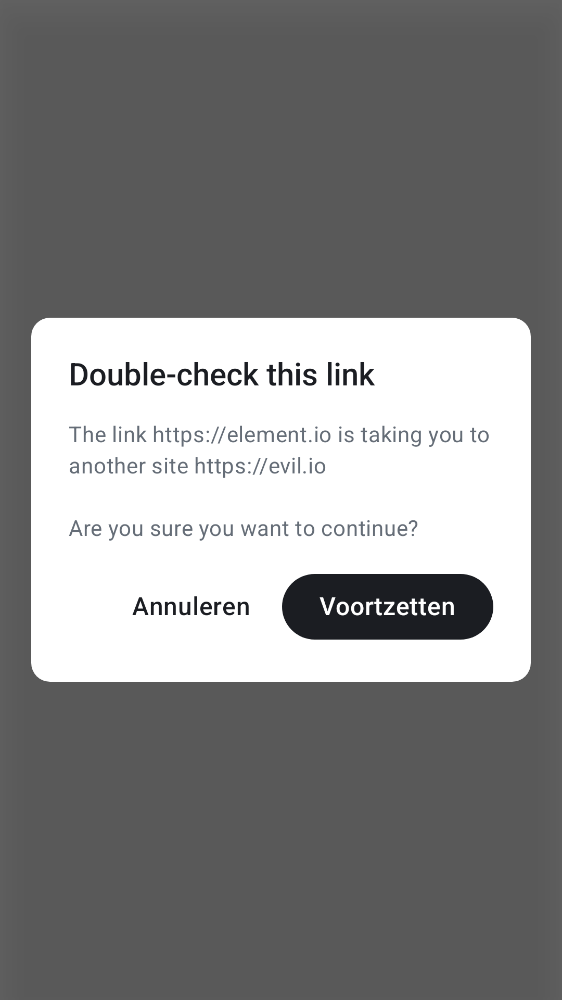 Double-check this link
The link https://element.io is taking you to
another site https://evil.io
Are you sure you want to continue?
Annuleren
Voortzetten